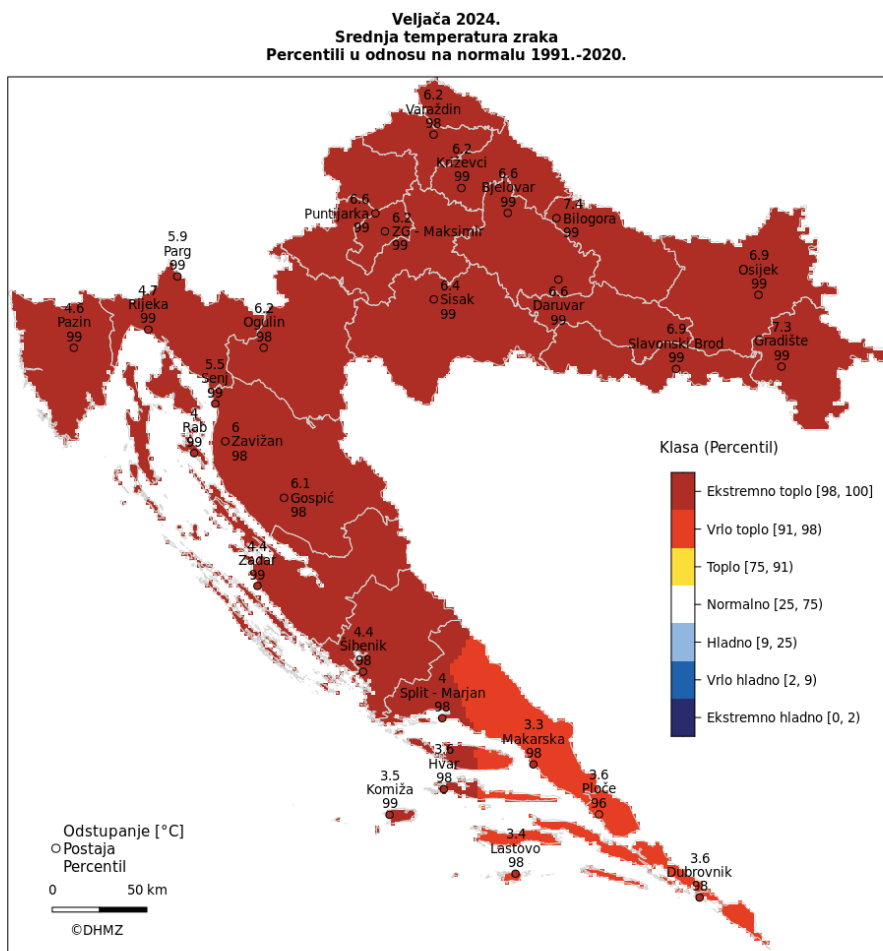 Veljača 2024.
Srednja temperatura zraka
Percentili u odnosu na normalu 1991.-2020.
6.2
Varaždin
98
6.2
Križevci
99
6.6
Bjelovar
99
7.4
Bilogora
99
6.6
Puntijarka
99
6.2
ZG - Maksimir
99
5.9
Parg
99
6.9
Osijek
99
4.7
Rijeka
99
4.6
Pazin
99
6.2
Ogulin
98
6.4
Sisak
99
6.6
Daruvar
99
6.9
Slavonski Brod
99
7.3
Gradište
99
5.5
Senj
99
4
Rab
99
6
Zavižan
98
6.1
Gospić
98
4.4
Zadar
99
4.4
Šibenik
98
4
Split - Marjan
98
3.3
Makarska
98
3.6
Hvar
98
3.5
Komiža
99
3.6
Ploče
96
3.4
Lastovo
98
3.6
Dubrovnik
98
Klasa (Percentil)
Ekstremno toplo [98, 100]
Vrlo toplo [91, 98)
Toplo [75, 91)
Normalno [25, 75)
Hladno [9, 25)
Vrlo hladno [2, 9)
Ekstremno hladno [0, 2)
Odstupanje [°C]
Postaja
Percentil
0 50 km
©DHMZ